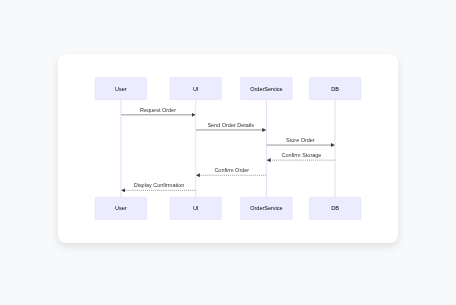 User UI OrderService DB
Request Order
Send Order Details
Store Order
Confirm Storage
Confirm Order
Display Confirmation
User UI OrderService DB